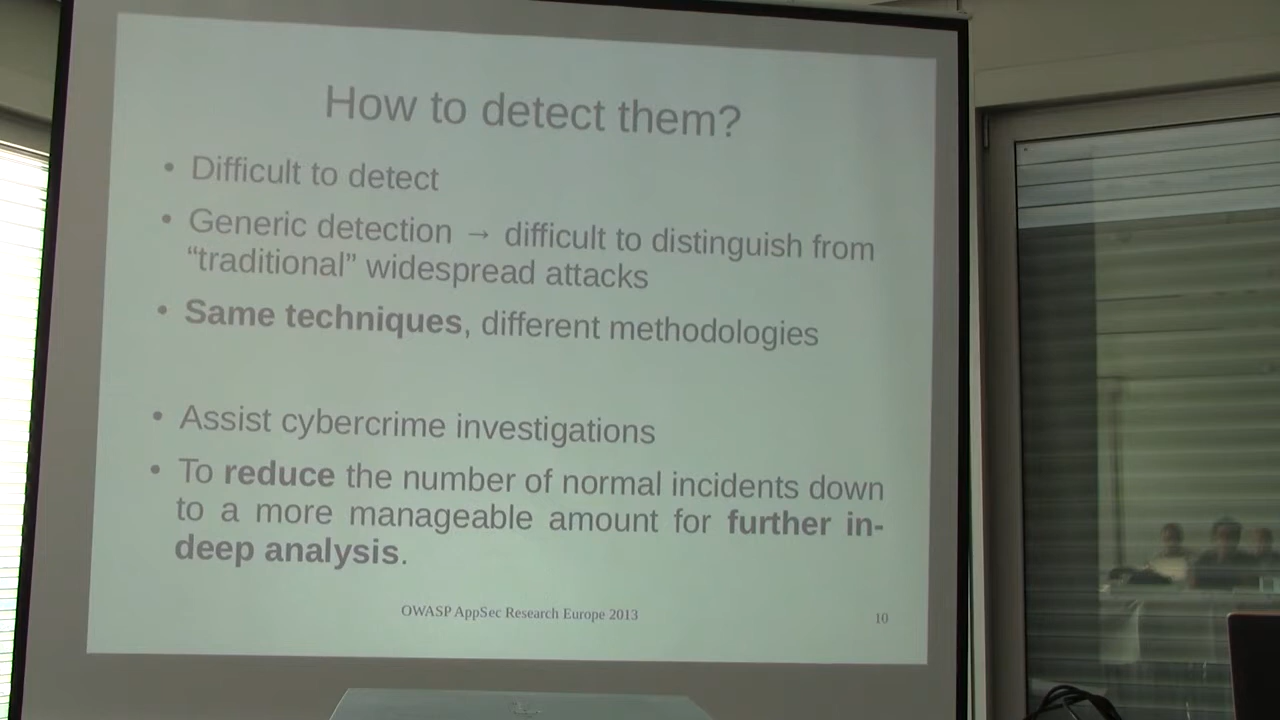 How to detect them?
• Difficult to detect
• Generic detection → difficult to distinguish from
“traditional” widespread attacks
• Same techniques, different methodologies
• Assist cybercrime investigations
• To reduce the number of normal incidents down
to a more manageable amount for further in-
deep analysis.
OWASP AppSec Research Europe 2013
10